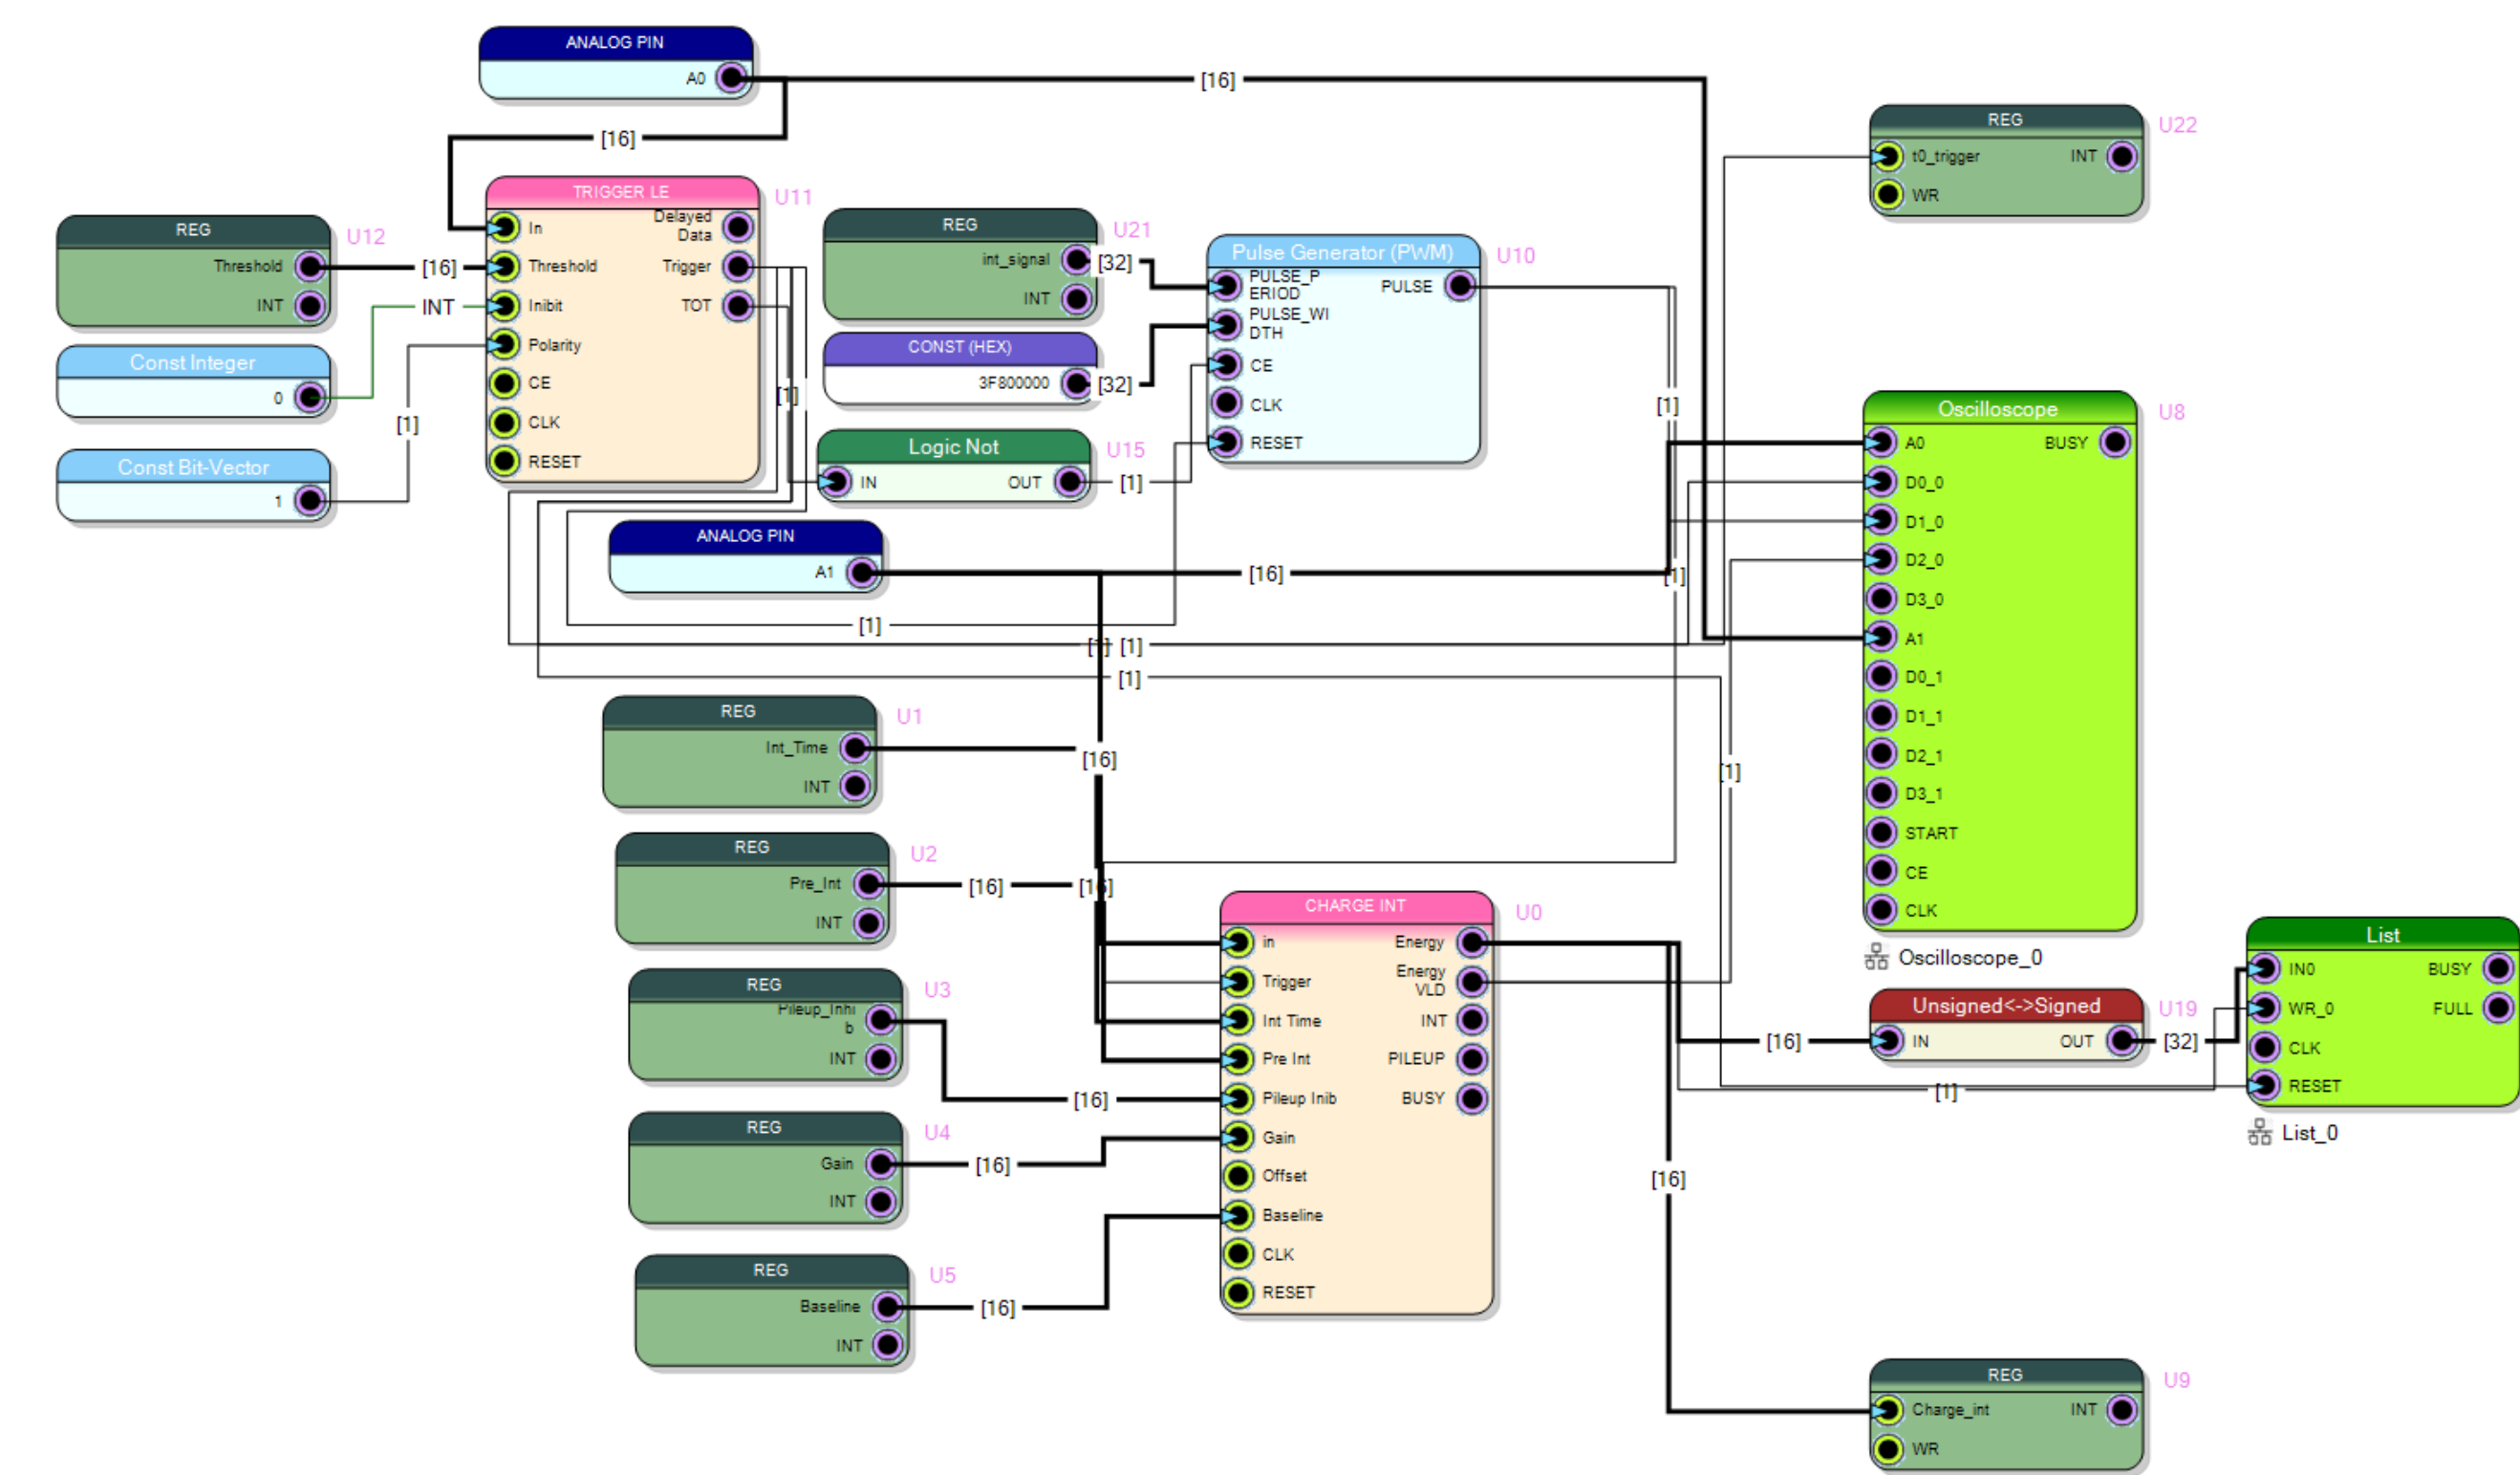 ANALOG PIN
A0
[16]
[16]
REG
U22
t0_trigger INT
WR
TRIGGER LE
U11
In
Delayed
Data
Threshold Trigger
Inibit TOT
Polarity
CE
CLK
RESET
REG
U12
Threshold
INT
[16]
INT
Const Integer
0
[1]
Const Bit-Vector
1
REG
U21
int_signal
INT
[32]
CONST (HEX)
3F800000
[32]
[1]
Logic Not
U15
IN OUT
[1]
Pulse Generator (PWM)
U10
PULSE_P
ERIOD
PULSE
PULSE_WI
DTH
CE
CLK
RESET
[1]
[1]
Oscilloscope
U8
A0 BUSY
D0_0
D1_0
D2_0
D3_0
A1
D0_1
D1_1
D2_1
D3_1
START
CE
CLK
Oscilloscope_0
ANALOG PIN
A1
[16]
[1]
[1] [1]
[1]
[1]
REG
U1
Int_Time
INT
[16]
REG
U2
Pre_Int
INT
[16]
[16]
REG
U3
Pileup_Inhi
b
INT
[16]
REG
U4
Gain
INT
[16]
REG
U5
Baseline
INT
[16]
CHARGE INT
U0
in Energy
Trigger
Energy
VLD
Int Time INT
Pre Int PILEUP
Pileup Inib BUSY
Gain
Offset
Baseline
CLK
RESET
[16]
[16]
Unsigned<->Signed
U19
IN OUT
[32]
[1]
List
IN0 BUSY
WR_0 FULL
CLK
RESET
List_0
REG
U9
Charge_int INT
WR